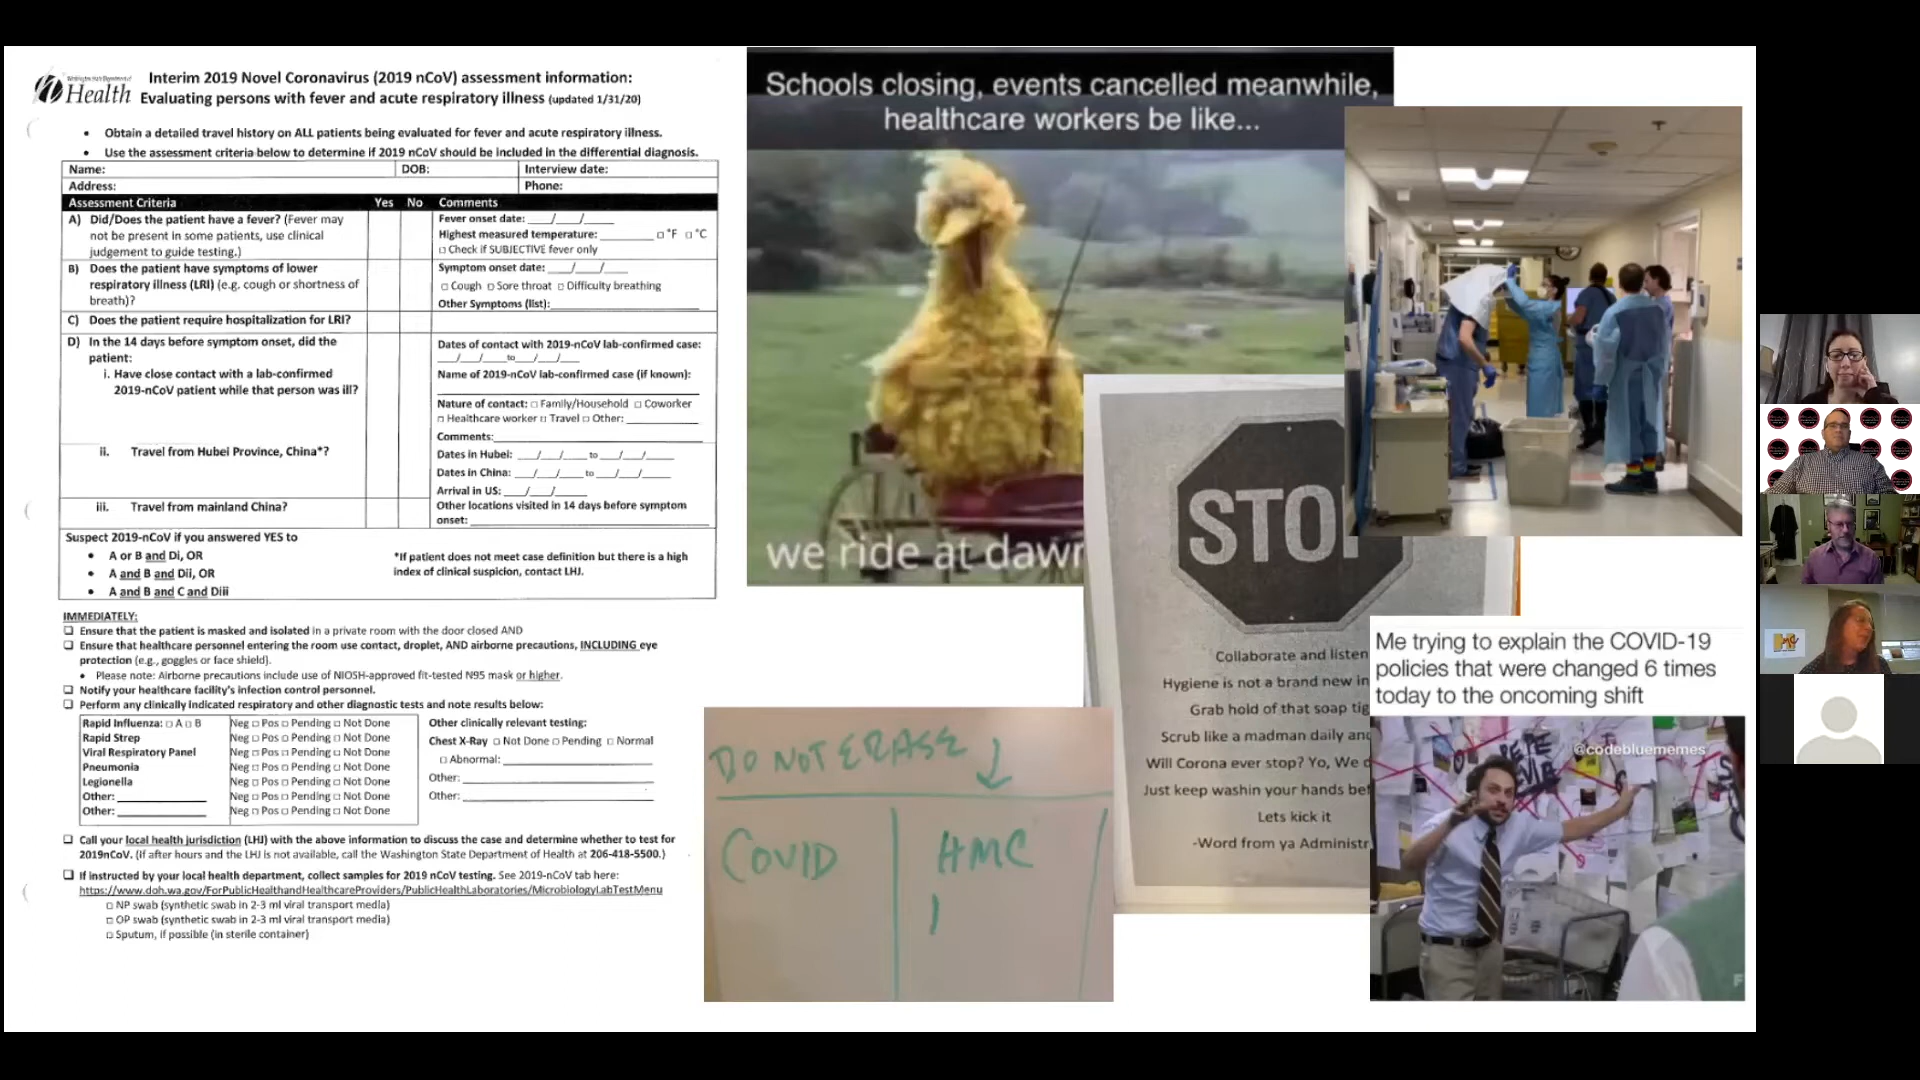 Washington State Department of
Health
Interim 2019 Novel Coronavirus (2019 nCoV) assessment information:
Evaluating persons with fever and acute respiratory illness (updated 1/31/20)
• Obtain a detailed travel history on ALL patients being evaluated for fever and acute respiratory illness.
• Use the assessment criteria below to determine if 2019 nCoV should be included in the differential diagnosis.
Name: DOB: Interview date:
Address: Phone:
Assessment Criteria Yes No Comments
A) Did/Does the patient have a fever? (Fever may
not be present in some patients, use clinical
judgement to guide testing.)
Fever onset date: ___/___/____
Highest measured temperature: ________ □ °F □ °C
□ Check if SUBJECTIVE fever only
B) Does the patient have symptoms of lower
respiratory illness (LRI) (e.g. cough or shortness of
breath)?
Symptom onset date: ___/___/___
□ Cough □ Sore throat □ Difficulty breathing
Other Symptoms (list):______________________
C) Does the patient require hospitalization for LRI?
D) In the 14 days before symptom onset, did the
patient:
i. Have close contact with a lab-confirmed
2019-nCoV patient while that person was ill?
Dates of contact with 2019-nCoV lab-confirmed case:
___/___/____to___/___/___
Name of 2019-nCoV lab-confirmed case (if known):
Nature of contact: □ Family/Household □ Coworker
□ Healthcare worker □ Travel □ Other: ___________
Comments:______________________________
ii. Travel from Hubei Province, China*?
Dates in Hubei: ___/___/____ to ___/___/____
Dates in China: ___/___/____ to ___/___/____
Arrival in US: ___/___/____
iii. Travel from mainland China?
Other locations visited in 14 days before symptom
onset: __________________________________
Suspect 2019-nCoV if you answered YES to
• A or B and Di, OR
• A and B and Dii, OR
• A and B and C and Diii
*If patient does not meet case definition but there is a high
index of clinical suspicion, contact LHJ.
IMMEDIATELY:
❏ Ensure that the patient is masked and isolated in a private room with the door closed AND
❏ Ensure that healthcare personnel entering the room use contact, droplet, AND airborne precautions, INCLUDING eye
protection (e.g., goggles or face shield).
• Please note: Airborne precautions include use of NIOSH-approved fit-tested N95 mask or higher.
❏ Notify your healthcare facility's infection control personnel.
❏ Perform any clinically indicated respiratory and other diagnostic tests and note results below:
Rapid Influenza: □ A □ B Neg □ Pos □ Pending □ Not Done
Rapid Strep Neg □ Pos □ Pending □ Not Done
Viral Respiratory Panel Neg □ Pos □ Pending □ Not Done
Pneumonia Neg □ Pos □ Pending □ Not Done
Legionella Neg □ Pos □ Pending □ Not Done
Other: ____________ Neg □ Pos □ Pending □ Not Done
Other: ____________ Neg □ Pos □ Pending □ Not Done
Other clinically relevant testing:
Chest X-Ray □ Not Done □ Pending □ Normal
□ Abnormal: ______________________
Other: ____________________________
Other: ____________________________
❏ Call your local health jurisdiction (LHJ) with the above information to discuss the case and determine whether to test for
2019nCoV. (If after hours and the LHJ is not available, call the Washington State Department of Health at 206-418-5500.)
❏ If instructed by your local health department, collect samples for 2019 nCoV testing. See 2019-nCoV tab here:
https://www.doh.wa.gov/ForPublicHealthandHealthcareProviders/PublicHealthLaboratories/MicrobiologyLabTestMenu
□ NP swab (synthetic swab in 2-3 ml viral transport media)
□ OP swab (synthetic swab in 2-3 ml viral transport media)
□ Sputum, if possible (in sterile container)
Schools closing, events cancelled meanwhile,
healthcare workers be like...
we ride at dawn
STOP
Collaborate and listen
Hygiene is not a brand new in
Grab hold of that soap tig
Scrub like a madman daily and
Will Corona ever stop? Yo, We d
Just keep washin your hands bef
Lets kick it
-Word from ya Administr
DO NOT ERASE ↓
COVID HMC
1
Me trying to explain the COVID-19
policies that were changed 6 times
today to the oncoming shift
@codebluememes
PEPE
SILVIA